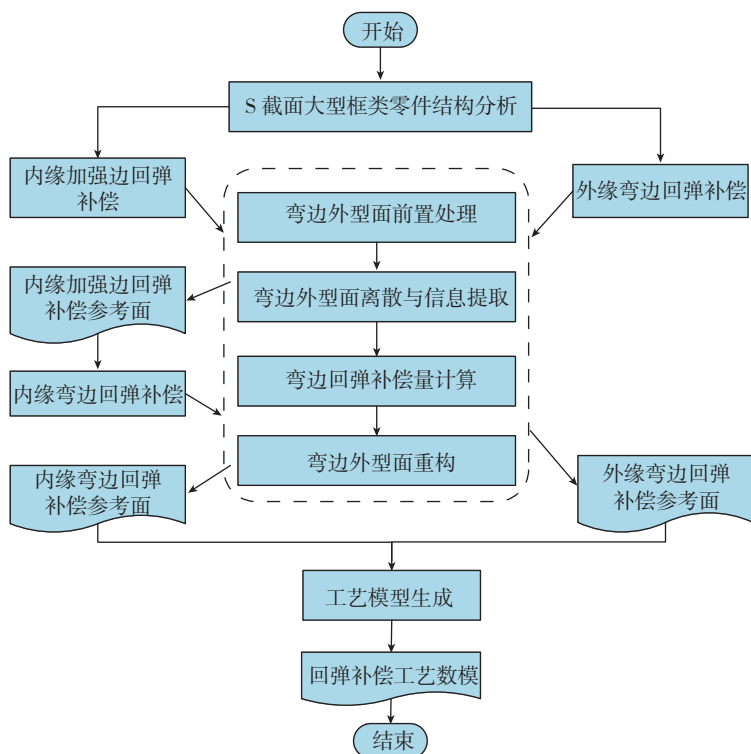 开始
S 截面大型框类零件结构分析
内缘加强边回弹
补偿
外缘弯边回弹补偿
弯边外型面前置处理
内缘加强边回弹
补偿参考面
弯边外型面离散与信息提取
内缘弯边回弹补偿
弯边回弹补偿量计算
弯边外型面重构
内缘弯边回弹
补偿参考面
外缘弯边回弹
补偿参考面
工艺模型生成
回弹补偿工艺数模
结束